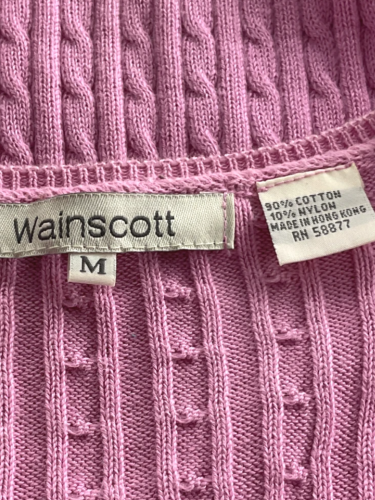 Wainscott
M
90% COTTON
10% NYLON
MADE IN HONG KONG
RN 58877